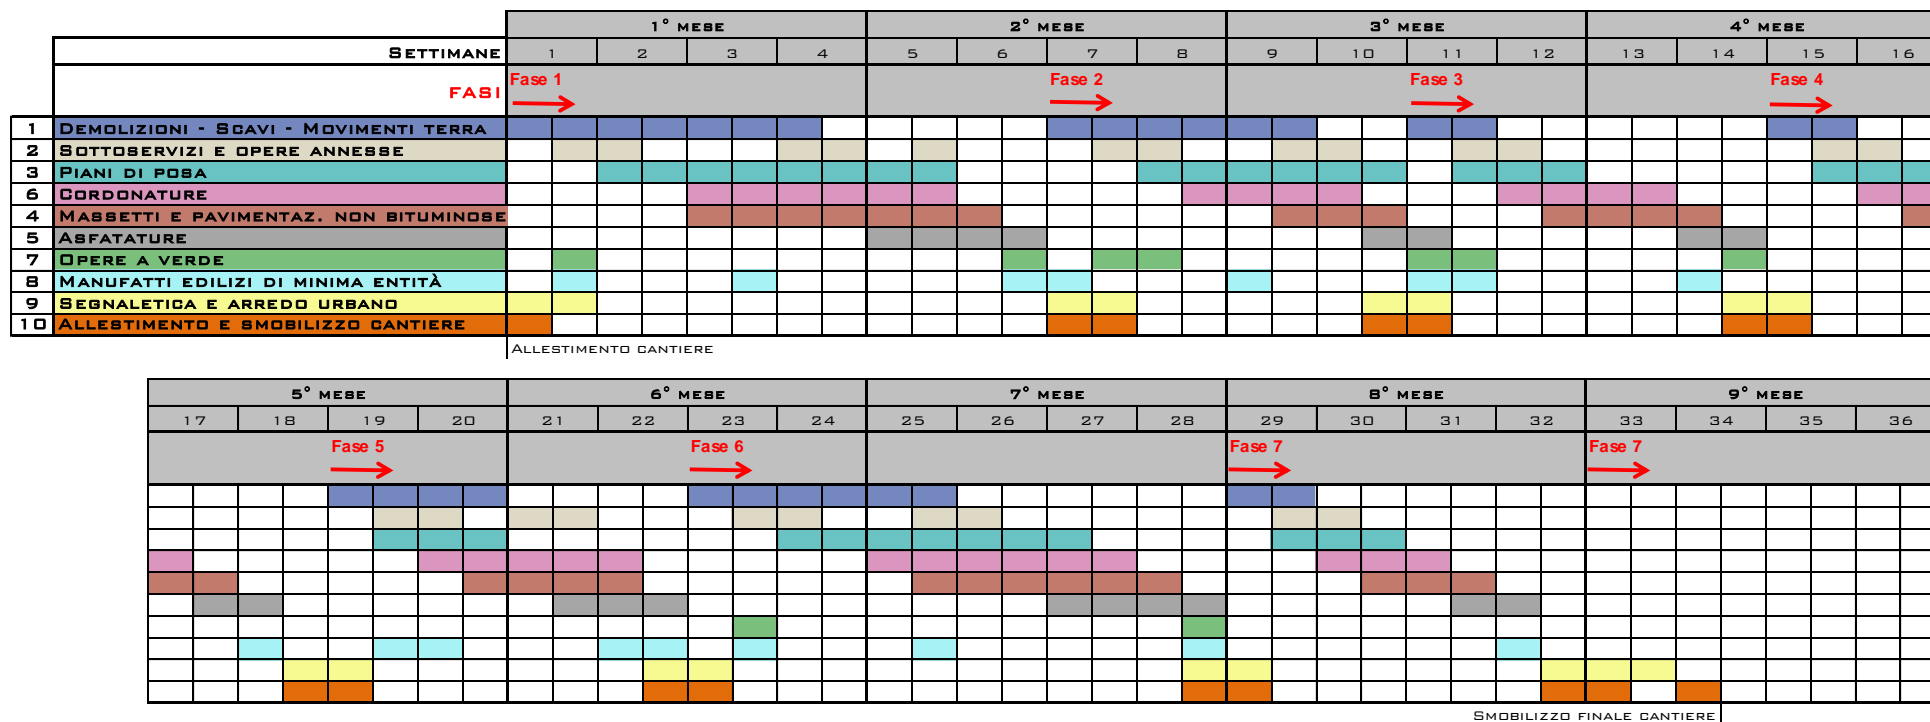 1° MESE 2° MESE 3° MESE 4° MESE
SETTIMANE 1 2 3 4 5 6 7 8 9 10 11 12 13 14 15 16
FASI Fase 1 Fase 2 Fase 3 Fase 4
1 DEMOLIZIONI - SCAVI - MOVIMENTI TERRA
2 SOTTOSERVIZI E OPERE ANNESSE
3 PIANI DI POSA
6 CORDONATURE
4 MASSETTI E PAVIMENTAZ. NON BITUMINOSE
5 ASFATATURE
7 OPERE A VERDE
8 MANUFATTI EDILIZI DI MINIMA ENTITÀ
9 SEGNALETICA E ARREDO URBANO
10 ALLESTIMENTO E SMOBILIZZO CANTIERE
ALLESTIMENTO CANTIERE
5° MESE 6° MESE 7° MESE 8° MESE 9° MESE
17 18 19 20 21 22 23 24 25 26 27 28 29 30 31 32 33 34 35 36
Fase 5 Fase 6 Fase 7 Fase 7
SMOBILIZZO FINALE CANTIERE